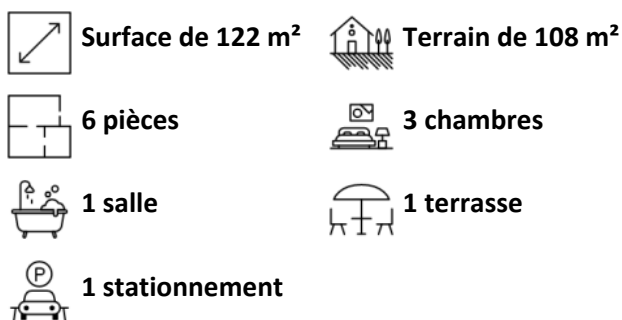 Surface de 122 m²
Terrain de 108 m²
6 pièces
3 chambres
1 salle
1 terrasse
P
1 stationnement